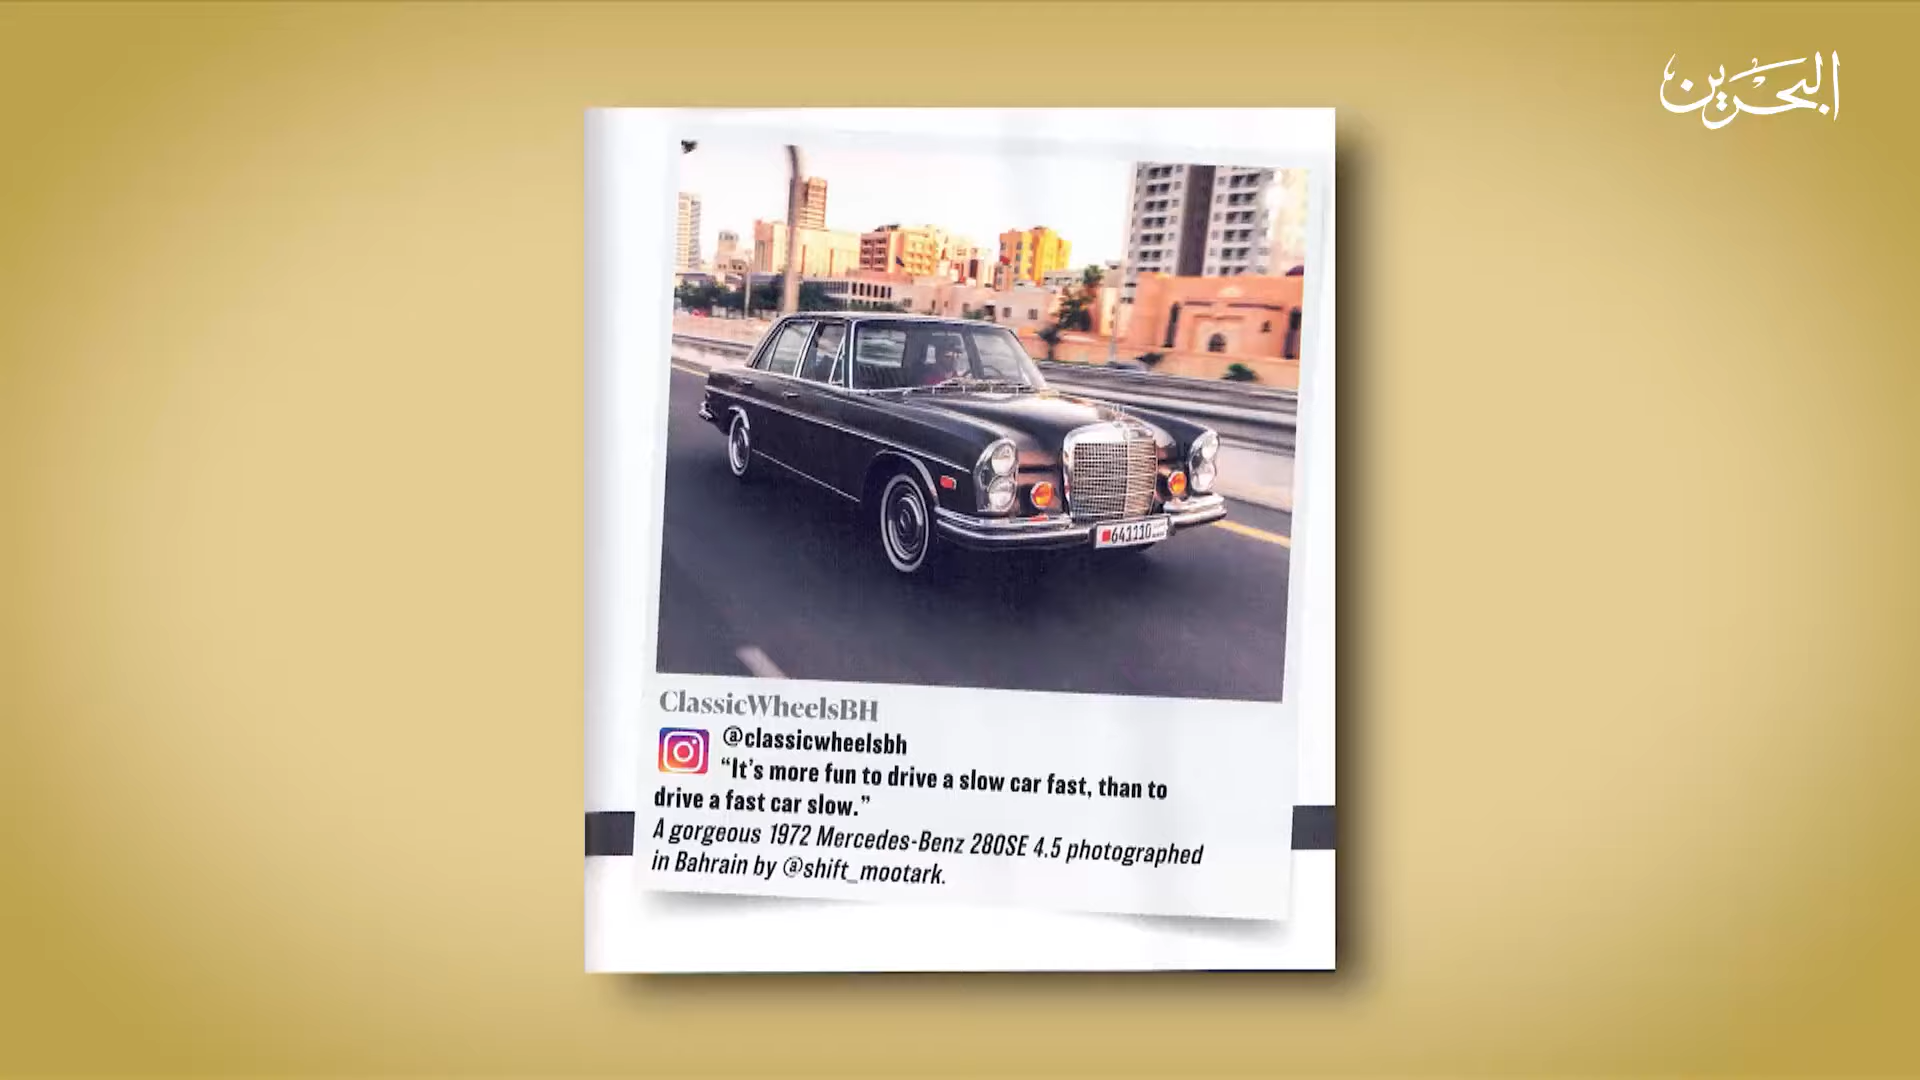 البحرين
641110
ClassicWheelsBH
@classicwheelsbh
“It’s more fun to drive a slow car fast, than to
drive a fast car slow.”
A gorgeous 1972 Mercedes-Benz 280SE 4.5 photographed
in Bahrain by @shift_mootark.